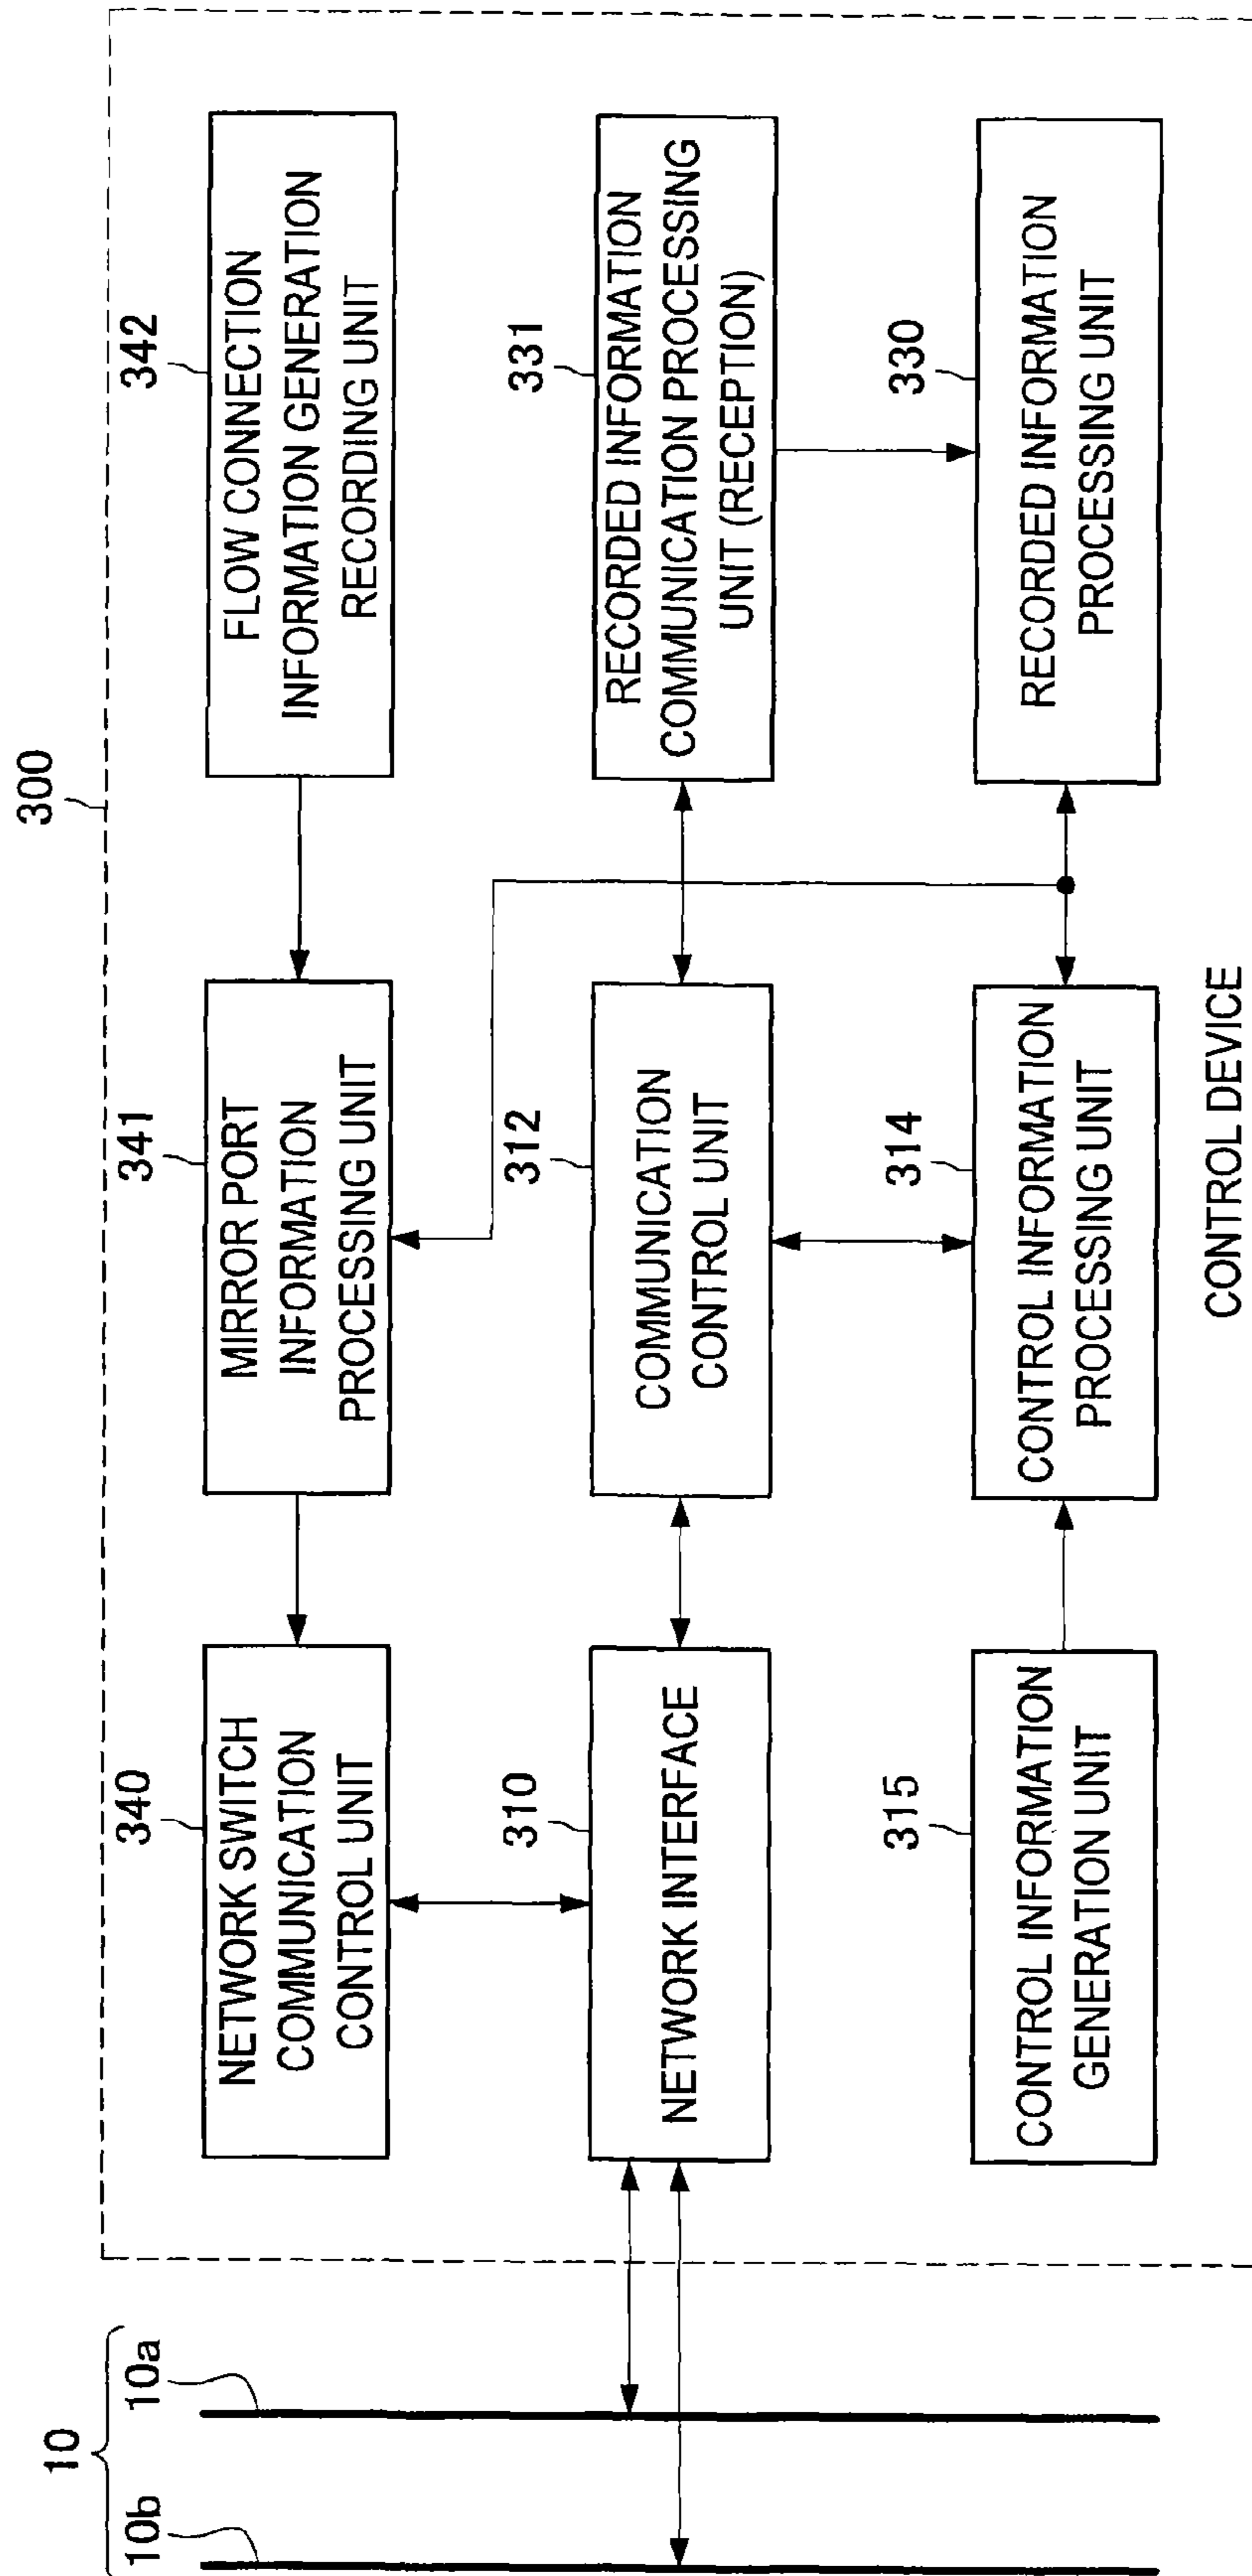 300
10
10b
10a
340
NETWORK SWITCH
COMMUNICATION
CONTROL UNIT
341
MIRROR PORT
INFORMATION
PROCESSING UNIT
342
FLOW CONNECTION
INFORMATION GENERATION
RECORDING UNIT
310
NETWORK INTERFACE
312
COMMUNICATION
CONTROL UNIT
331
RECORDED INFORMATION
COMMUNICATION PROCESSING
UNIT (RECEPTION)
315
CONTROL INFORMATION
GENERATION UNIT
314
CONTROL INFORMATION
PROCESSING UNIT
330
RECORDED INFORMATION
PROCESSING UNIT
CONTROL DEVICE